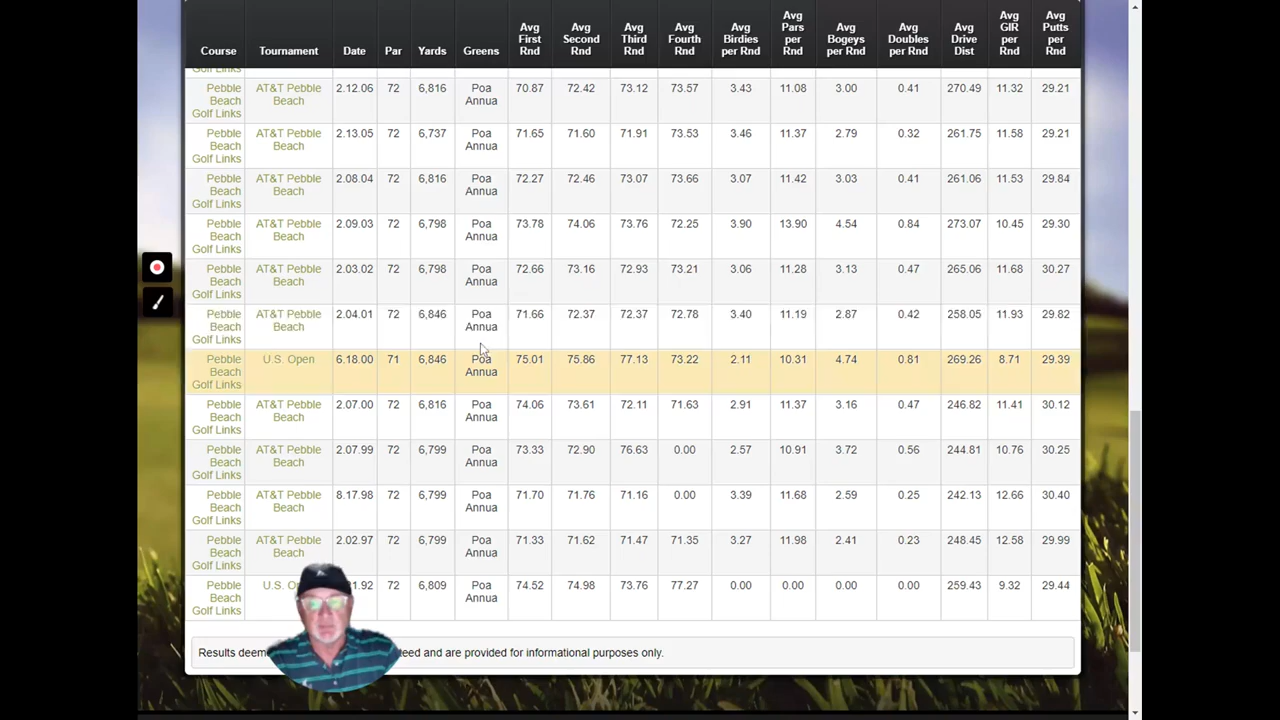 Course Tournament Date Par Yards Greens Avg First Rnd Avg Second Rnd Avg Third Rnd Avg Fourth Rnd Avg Birdies per Rnd Avg Pars per Rnd Avg Bogeys per Rnd Avg Doubles per Rnd Avg Drive Dist Avg GIR per Rnd Avg Putts per Rnd
Golf Links
Pebble Beach Golf Links AT&T Pebble Beach 2.12.06 72 6,816 Poa Annua 70.87 72.42 73.12 73.57 3.43 11.08 3.00 0.41 270.49 11.32 29.21
Pebble Beach Golf Links AT&T Pebble Beach 2.13.05 72 6,737 Poa Annua 71.65 71.60 71.91 73.53 3.46 11.37 2.79 0.32 261.75 11.58 29.21
Pebble Beach Golf Links AT&T Pebble Beach 2.08.04 72 6,816 Poa Annua 72.27 72.46 73.07 73.66 3.07 11.42 3.03 0.41 261.06 11.53 29.84
Pebble Beach Golf Links AT&T Pebble Beach 2.09.03 72 6,798 Poa Annua 73.78 74.06 73.76 72.25 3.90 13.90 4.54 0.84 273.07 10.45 29.30
Pebble Beach Golf Links AT&T Pebble Beach 2.03.02 72 6,798 Poa Annua 72.66 73.16 72.93 73.21 3.06 11.28 3.13 0.47 265.06 11.68 30.27
Pebble Beach Golf Links AT&T Pebble Beach 2.04.01 72 6,846 Poa Annua 71.66 72.37 72.37 72.78 3.40 11.19 2.87 0.42 258.05 11.93 29.82
Pebble Beach Golf Links U.S. Open 6.18.00 71 6,846 Poa Annua 75.01 75.86 77.13 73.22 2.11 10.31 4.74 0.81 269.26 8.71 29.39
Pebble Beach Golf Links AT&T Pebble Beach 2.07.00 72 6,816 Poa Annua 74.06 73.61 72.11 71.63 2.91 11.37 3.16 0.47 246.82 11.41 30.12
Pebble Beach Golf Links AT&T Pebble Beach 2.07.99 72 6,799 Poa Annua 73.33 72.90 76.63 0.00 2.57 10.91 3.72 0.56 244.81 10.76 30.25
Pebble Beach Golf Links AT&T Pebble Beach 8.17.98 72 6,799 Poa Annua 71.70 71.76 71.16 0.00 3.39 11.68 2.59 0.25 242.13 12.66 30.40
Pebble Beach Golf Links AT&T Pebble Beach 2.02.97 72 6,799 Poa Annua 71.33 71.62 71.47 71.35 3.27 11.98 2.41 0.23 248.45 12.58 29.99
Pebble Beach Golf Links U.S. 72 6,809 Poa Annua 74.52 74.98 73.76 77.27 0.00 0.00 0.00 0.00 259.43 9.32 29.44
Results and are provided for informational purposes only.